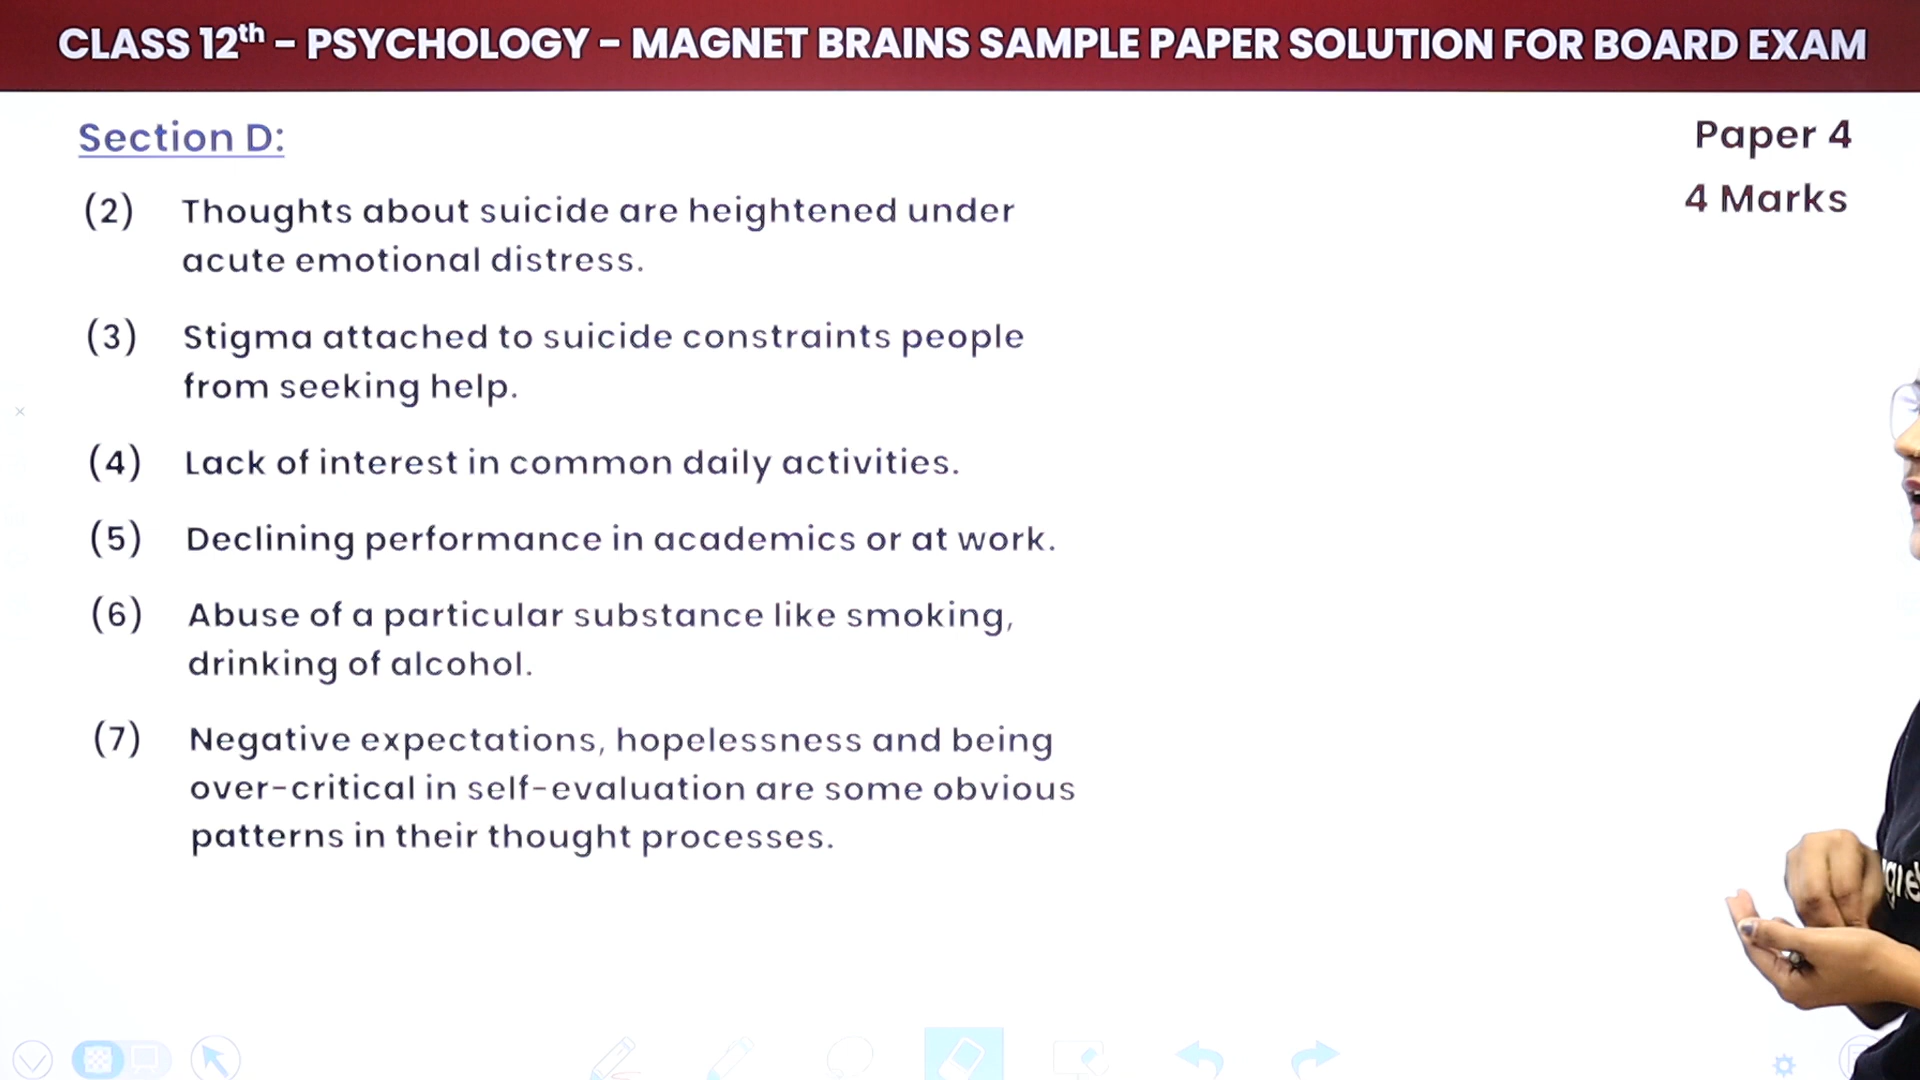 CLASS 12th – PSYCHOLOGY – MAGNET BRAINS SAMPLE PAPER SOLUTION FOR BOARD EXAM
Section D:
Paper 4
4 Marks
(2) Thoughts about suicide are heightened under
acute emotional distress.
(3) Stigma attached to suicide constraints people
from seeking help.
(4) Lack of interest in common daily activities.
(5) Declining performance in academics or at work.
(6) Abuse of a particular substance like smoking,
drinking of alcohol.
(7) Negative expectations, hopelessness and being
over-critical in self-evaluation are some obvious
patterns in their thought processes.